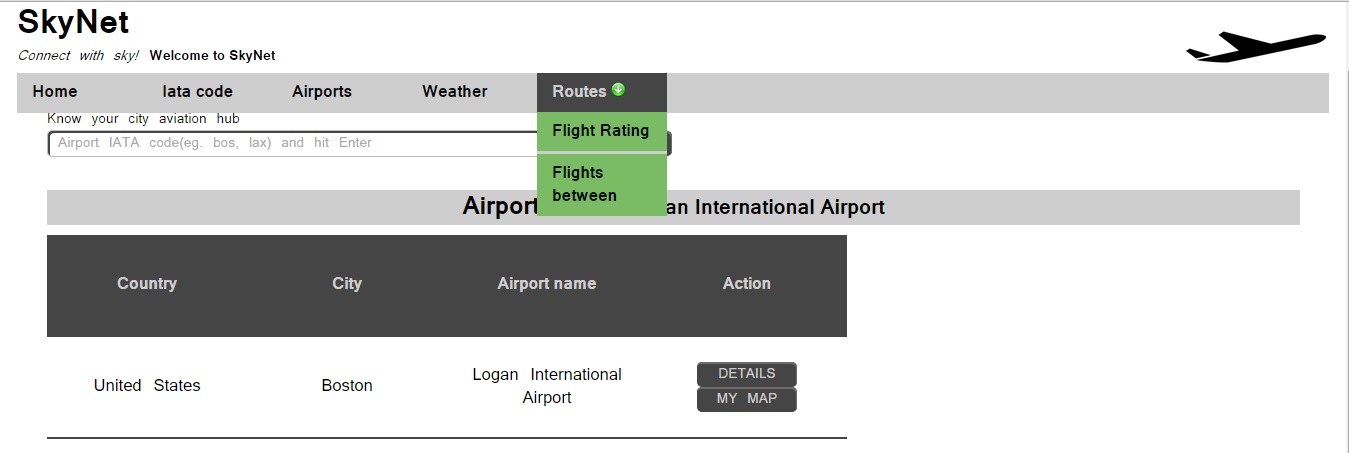 SkyNet
Connect with sky! Welcome to SkyNet
Home Iata code Airports Weather Routes
Know your city aviation hub
Flight Rating
Airport IATA code(eg. bos, lax) and hit Enter
Flights
between
Airport an International Airport
Country City Airport name Action
United States Boston Logan International
Airport
DETAILS
MY MAP